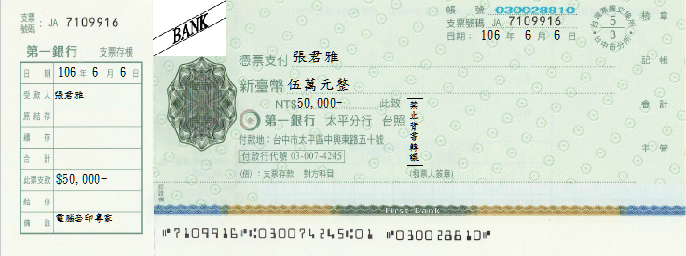 支票號碼: JA 7109916
第一銀行 支票存根
日期 106年 6月 6日
受款人 張君雅
原結存
續存
合計
此票支款 $50,000-
結存
備註 電腦套印專家
BANK
帳號 030028810
支票號碼 JA 7109916
日期: 106年 6月 6日
憑票支付 張君雅
新臺幣 伍萬元整
NT$50,000- 此致
第一銀行 太平分行 台照
付款地:台中市太平區中興東路五十號
付款行代號 03-007-4245
(借):支票存款 對方科目 (發票人簽章)
禁止背書轉讓
核章
記帳
會計
主管
First Bank
⑈7109916⑈⑆030074245⑆01 ⑈030028810⑈